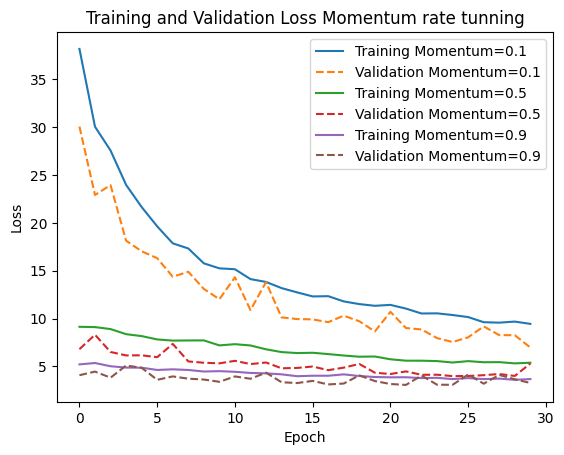 Training and Validation Loss Momentum rate tunning
Training Momentum=0.1
Validation Momentum=0.1
Training Momentum=0.5
Validation Momentum=0.5
Training Momentum=0.9
Validation Momentum=0.9
Loss
35
30
25
20
15
10
5
0 5 10 15 20 25 30
Epoch